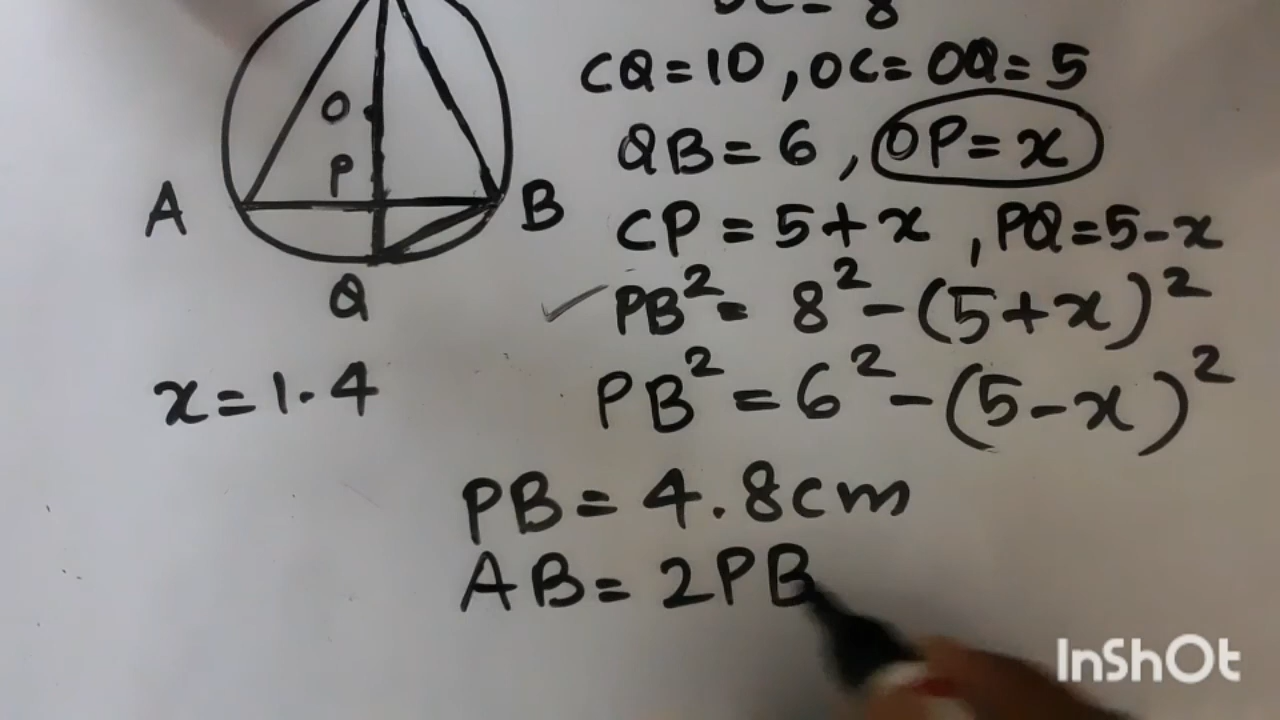 = 8
CQ=10, OC=OQ=5
O
QB=6, OP=x
P
A
B
CP=5+x, PQ=5-x
Q
PB²= 8²-(5+x)²
x=1.4
PB²=6²-(5-x)²
PB=4.8cm
AB=2PB
InShOt